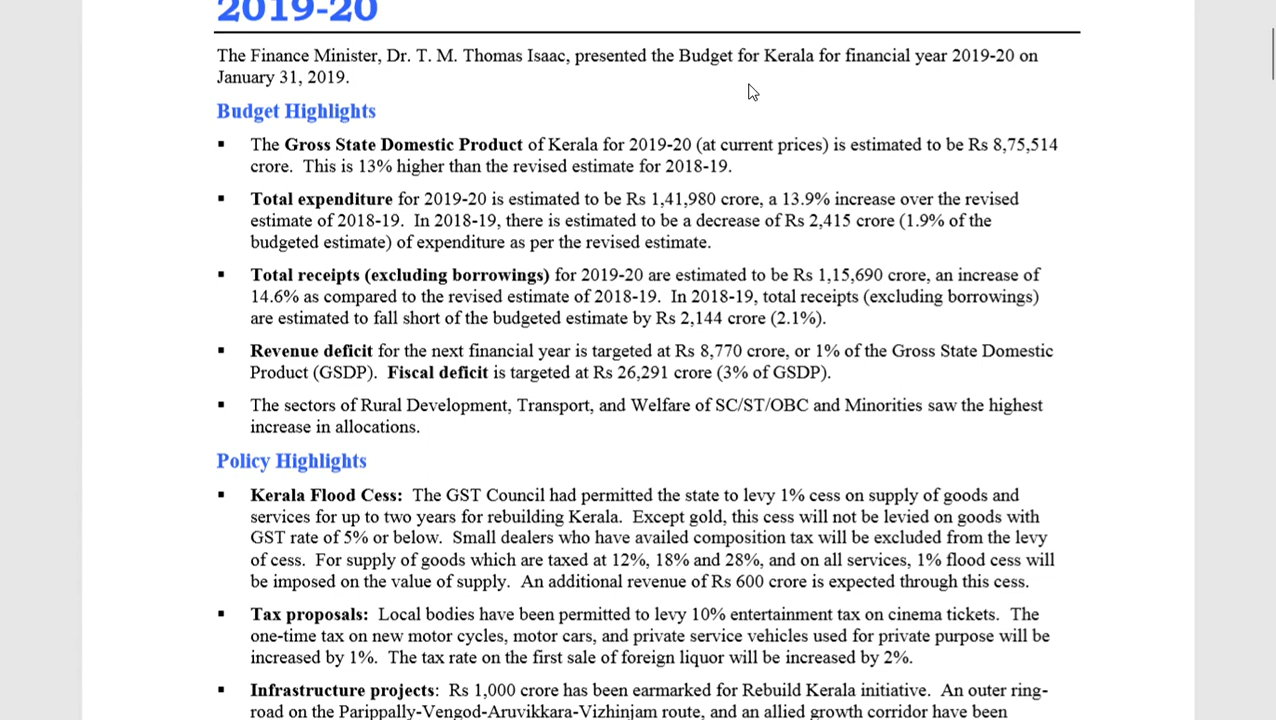 2019-20
The Finance Minister, Dr. T. M. Thomas Isaac, presented the Budget for Kerala for financial year 2019-20 on
January 31, 2019.
Budget Highlights
▪ The Gross State Domestic Product of Kerala for 2019-20 (at current prices) is estimated to be Rs 8,75,514
crore. This is 13% higher than the revised estimate for 2018-19.
▪ Total expenditure for 2019-20 is estimated to be Rs 1,41,980 crore, a 13.9% increase over the revised
estimate of 2018-19. In 2018-19, there is estimated to be a decrease of Rs 2,415 crore (1.9% of the
budgeted estimate) of expenditure as per the revised estimate.
▪ Total receipts (excluding borrowings) for 2019-20 are estimated to be Rs 1,15,690 crore, an increase of
14.6% as compared to the revised estimate of 2018-19. In 2018-19, total receipts (excluding borrowings)
are estimated to fall short of the budgeted estimate by Rs 2,144 crore (2.1%).
▪ Revenue deficit for the next financial year is targeted at Rs 8,770 crore, or 1% of the Gross State Domestic
Product (GSDP). Fiscal deficit is targeted at Rs 26,291 crore (3% of GSDP).
▪ The sectors of Rural Development, Transport, and Welfare of SC/ST/OBC and Minorities saw the highest
increase in allocations.
Policy Highlights
▪ Kerala Flood Cess: The GST Council had permitted the state to levy 1% cess on supply of goods and
services for up to two years for rebuilding Kerala. Except gold, this cess will not be levied on goods with
GST rate of 5% or below. Small dealers who have availed composition tax will be excluded from the levy
of cess. For supply of goods which are taxed at 12%, 18% and 28%, and on all services, 1% flood cess will
be imposed on the value of supply. An additional revenue of Rs 600 crore is expected through this cess.
▪ Tax proposals: Local bodies have been permitted to levy 10% entertainment tax on cinema tickets. The
one-time tax on new motor cycles, motor cars, and private service vehicles used for private purpose will be
increased by 1%. The tax rate on the first sale of foreign liquor will be increased by 2%.
▪ Infrastructure projects: Rs 1,000 crore has been earmarked for Rebuild Kerala initiative. An outer ring-
road on the Parippally-Vengod-Aruvikkara-Vizhinjam route, and an allied growth corridor have been